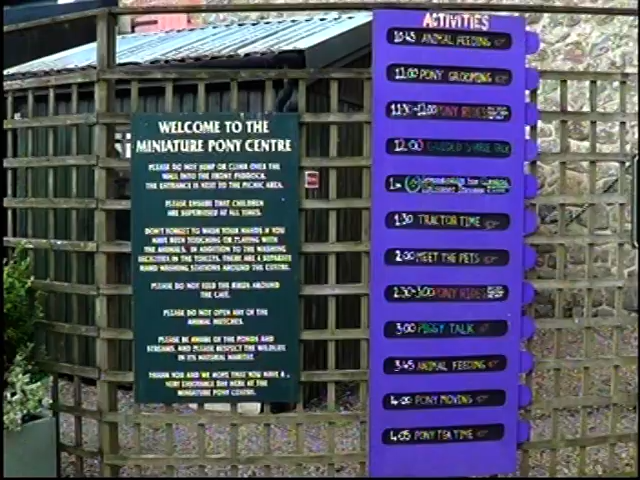 WELCOME TO THE
MINIATURE PONY CENTRE
PLEASE DO NOT JUMP OR CLIMB OVER THE
WALL INTO THE FRONT PADDOCK.
THE ENTRANCE IS NEXT TO THE PICNIC AREA.
PLEASE ENSURE THAT CHILDREN
ARE SUPERVISED AT ALL TIMES.
DON'T FORGET TO WASH YOUR HANDS IF YOU
HAVE BEEN TOUCHING OR PLAYING WITH
THE ANIMALS. IN ADDITION TO THE WASHING
FACILITIES IN THE TOILETS, THERE ARE 4 SEPARATE
HAND WASHING STATIONS AROUND THE CENTRE.
PLEASE DO NOT FEED THE BIRDS AROUND
THE CAFE.
PLEASE DO NOT OPEN ANY OF THE
ANIMAL HUTCHES.
PLEASE BE AWARE OF THE PONDS AND
STREAMS, AND PLEASE RESPECT THE WILDLIFE
IN ITS NATURAL HABITAT.
THANK YOU AND WE HOPE THAT YOU HAVE A
VERY ENJOYABLE DAY HERE AT THE
MINIATURE PONY CENTRE.
ACTIVITIES
10:45 ANIMAL FEEDING
11:00 PONY GROOMING
11:30-12:00 PONY RIDES
12:00 TALK
1:30 TRACTOR TIME
2:00 MEET THE PETS
2:30-3:00 PONY RIDES
3:00 PIGGY TALK
3:45 ANIMAL FEEDING
4:00 PONY MOVING
4:05 PONY TEA TIME